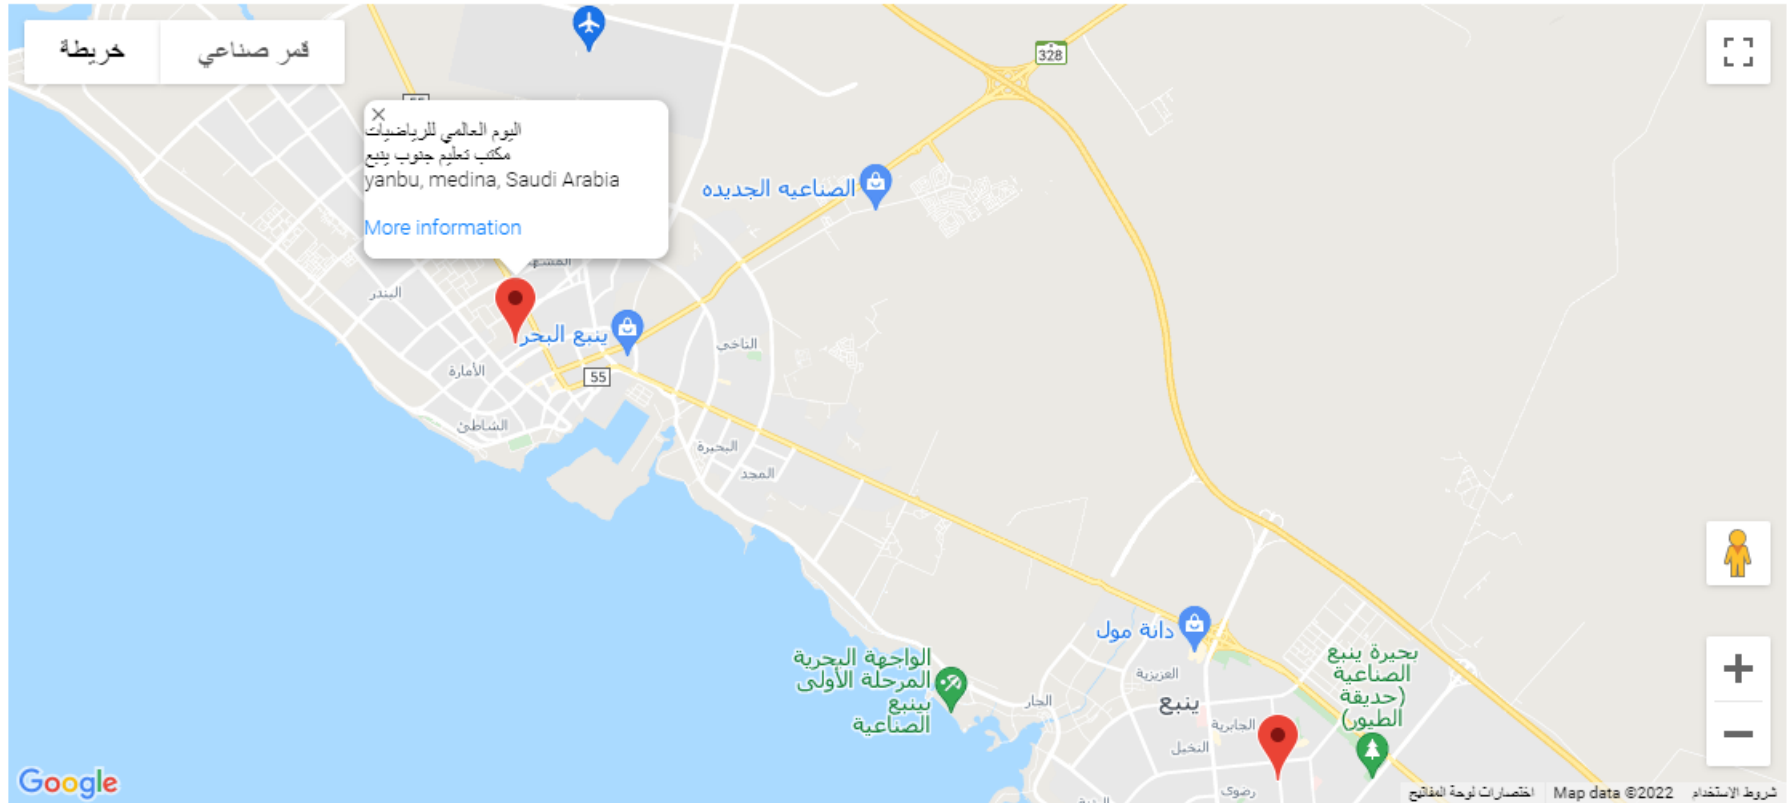 خريطة
قمر صناعي
328
اليوم العالمي للرياضيات
مكتب تعليم جنوب ينبع
yanbu, medina, Saudi Arabia
More information
الصناعيه الجديده
البندر
ينبع البحر
الناخي
الأمارة
55
الشاطئ
البحيرة
المجد
دانة مول
الواجهة البحرية
المرحلة الأولى
بينبع
الصناعية
بحيرة ينبع
الصناعية
(حديقة
الطيور)
العزيزية
الجار
ينبع
الجابرية
النخيل
رضوى
Google
اختصارات لوحة المفاتيح
Map data ©2022
شروط الاستخدام